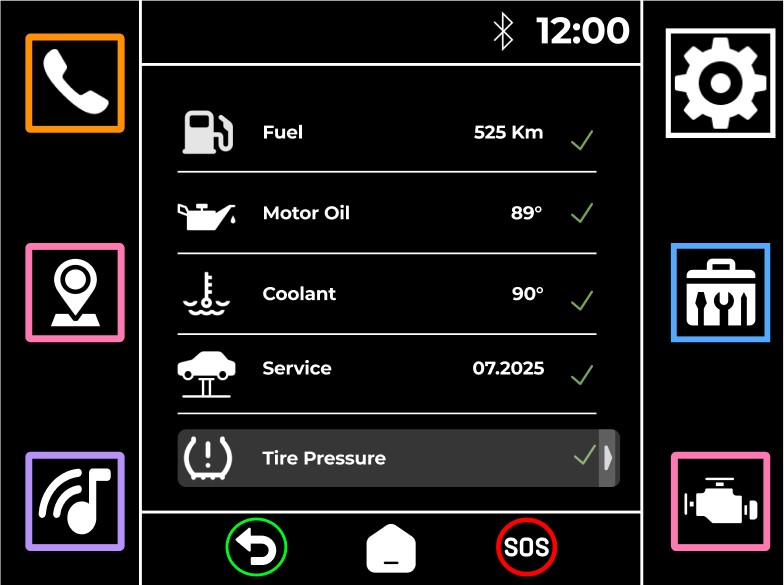 12:00
Fuel 525 Km
Motor Oil 89°
Coolant 90°
Service 07.2025
Tire Pressure
SOS